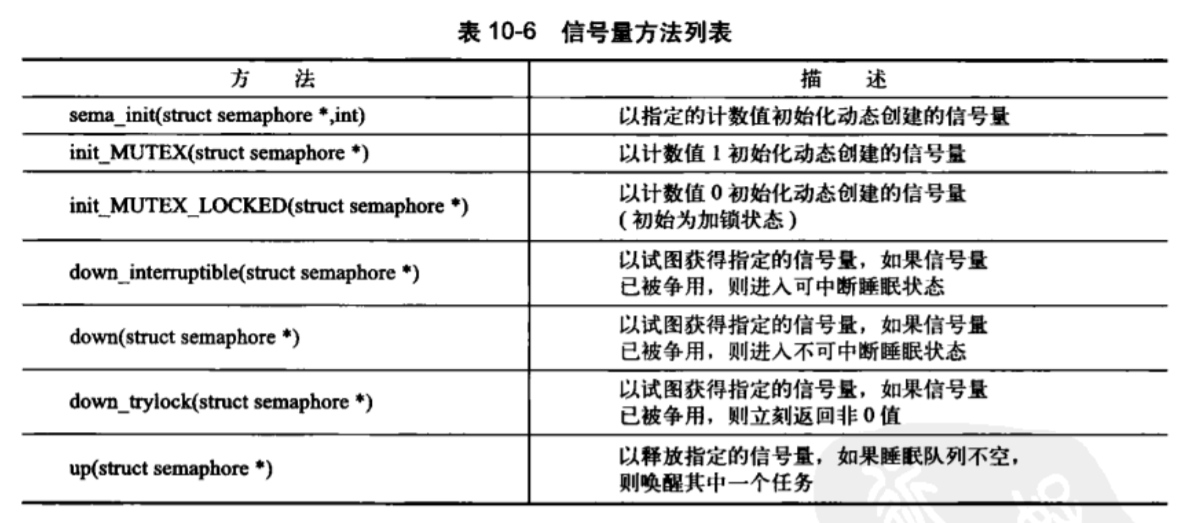 表 10-6 信号量方法列表
方 法 描 述
sema_init(struct semaphore *,int) 以指定的计数值初始化动态创建的信号量
init_MUTEX(struct semaphore *) 以计数值 1 初始化动态创建的信号量
init_MUTEX_LOCKED(struct semaphore *) 以计数值 0 初始化动态创建的信号量
(初始为加锁状态)
down_interruptible(struct semaphore *) 以试图获得指定的信号量，如果信号量
已被争用，则进入可中断睡眠状态
down(struct semaphore *) 以试图获得指定的信号量，如果信号量
已被争用，则进入不可中断睡眠状态
down_trylock(struct semaphore *) 以试图获得指定的信号量，如果信号量
已被争用，则立刻返回非 0 值
up(struct semaphore *) 以释放指定的信号量，如果睡眠队列不空，
则唤醒其中一个任务